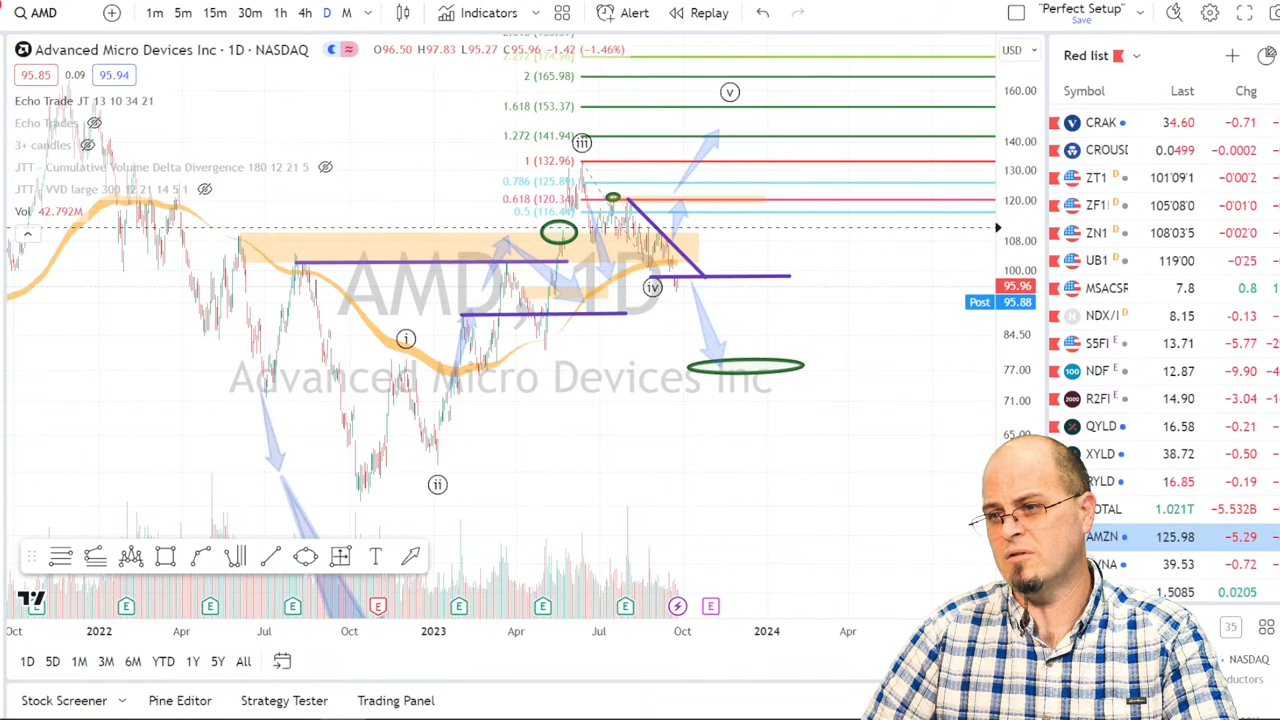 AMD
1m 5m 15m 30m 1h 4h D M
Indicators
Alert
Replay
"Perfect Setup"
Save
Advanced Micro Devices Inc · 1D · NASDAQ
O96.50 H97.83 L95.27 C95.96 −1.42 (−1.46%)
95.85 0.09 95.94
Echo Trade JT 13 10 34 21
Echo Trades
3+ candles
JTT - Cumulative Volume Delta Divergence 180 12 21 5
JTT - VVD large 300 12 21 14 5 1
Vol 42.792M
2.272 (174.96)
2 (165.98)
1.618 (153.37)
1.272 (141.94)
1 (132.96)
0.786 (125.89)
0.618 (120.34)
0.5 (116.44)
i
ii
iii
iv
v
AMD, 1D
Advanced Micro Devices Inc
USD
160.00
140.00
130.00
120.00
108.00
100.00
95.96
Post 95.88
84.50
77.00
71.00
65.00
Oct 2022 Apr Jul Oct 2023 Apr Jul Oct 2024 Apr
1D 5D 1M 3M 6M YTD 1Y 5Y All
Stock Screener Pine Editor Strategy Tester Trading Panel
Red list
Symbol Last Chg
CRAK 34.60 −0.71
CROUSI 0.0499 −0.0002
ZT1 D 101'09'1 −0'01
ZF1 D 105'08'0 −0'02
ZN1 D 108'03'5 −0'02'0
UB1 D 119'00 −0'25
MSACSR 7.8 0.8
NDX/I D 8.15 −0.13
S5FI E 13.71 −5.77
NDF E 12.87 −9.90
R2FI E 14.90 −3.04
QYLD 16.58 −0.21
XYLD 38.72 −0.50
RYLD 16.85 −0.19
OTAL 1.021T −5.532B
AMZN 125.98 −5.29
39.53 −0.72
1.5085 0.0205
35
NASDAQ